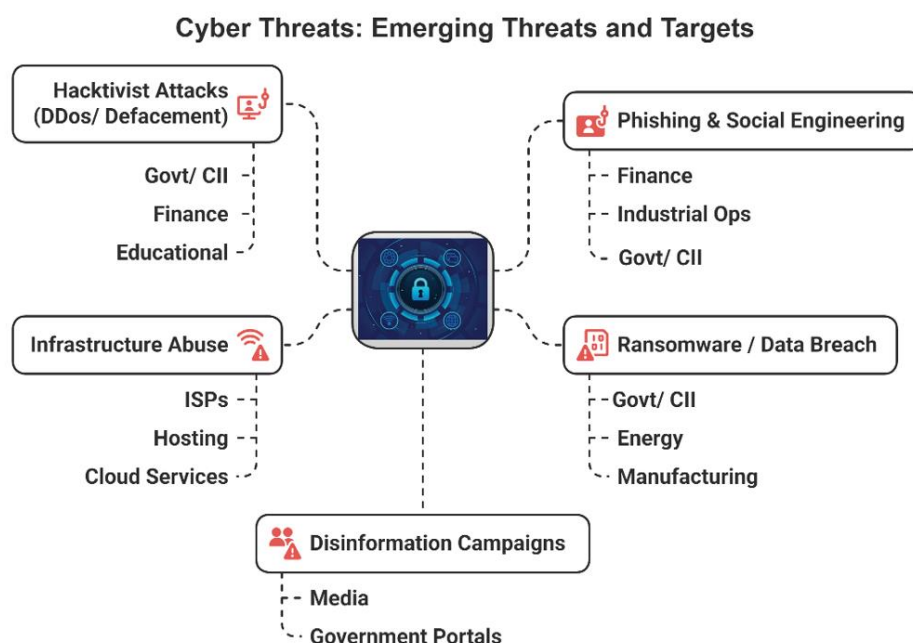 Cyber Threats: Emerging Threats and Targets
Hacktivist Attacks
(DDos/ Defacement)
Govt/ CII
Finance
Educational
Phishing & Social Engineering
Finance
Industrial Ops
Govt/ CII
Infrastructure Abuse
ISPs
Hosting
Cloud Services
Ransomware / Data Breach
Govt/ CII
Energy
Manufacturing
Disinformation Campaigns
Media
Government Portals